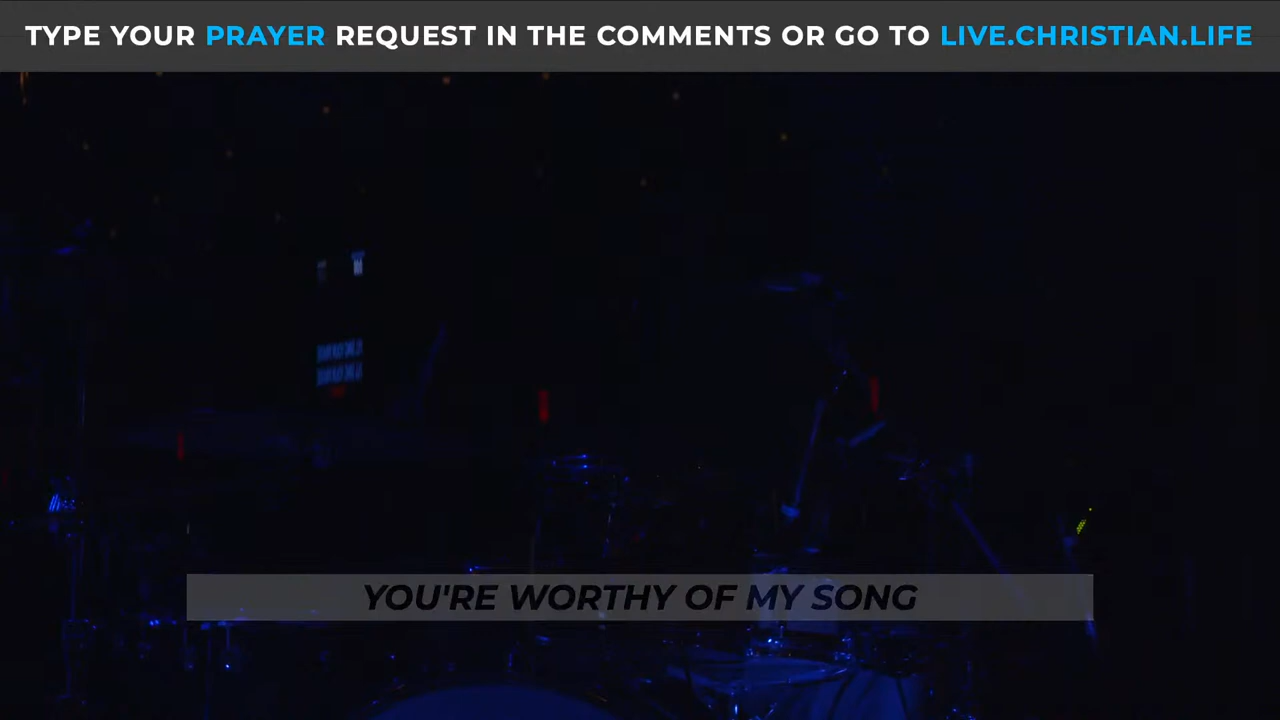 TYPE YOUR PRAYER REQUEST IN THE COMMENTS OR GO TO LIVE.CHRISTIAN.LIFE
YOU'RE WORTHY OF MY SONG